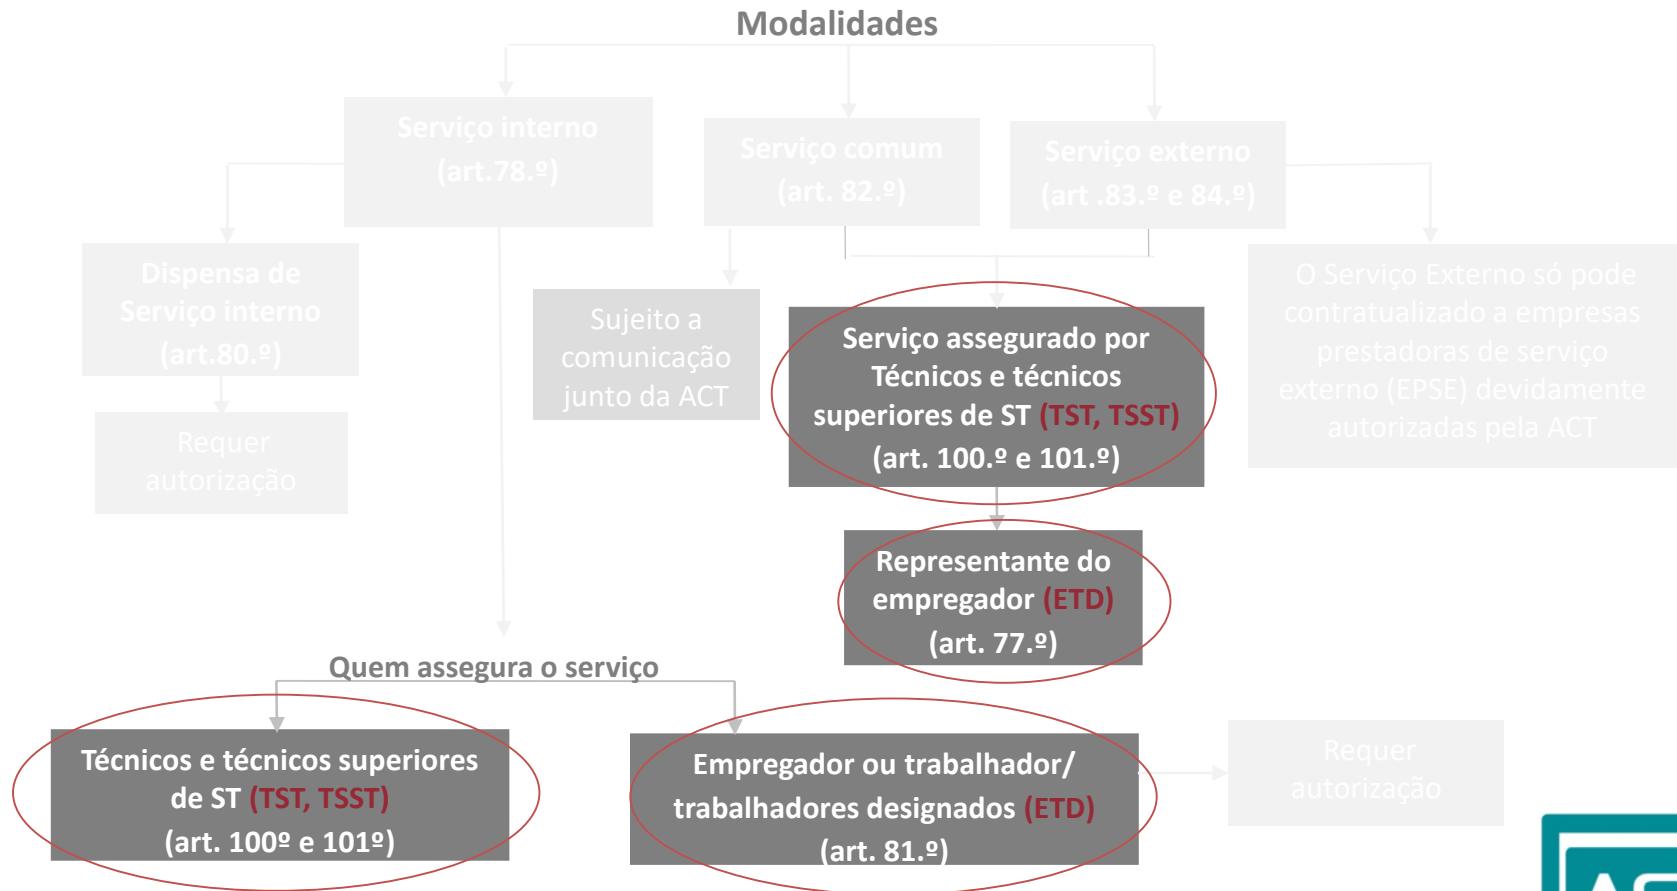 Modalidades
Serviço interno
(art.78.º)
Serviço comum
(art. 82.º)
Serviço externo
(art .83.º e 84.º)
Dispensa de
Serviço interno
(art.80.º)
Requer
autorização
Sujeito a
comunicação
junto da ACT
Serviço assegurado por
Técnicos e técnicos
superiores de ST (TST, TSST)
(art. 100.º e 101.º)
O Serviço Externo só pode
contratualizado a empresas
prestadoras de serviço
externo (EPSE) devidamente
autorizadas pela ACT
Representante do
empregador (ETD)
(art. 77.º)
Quem assegura o serviço
Técnicos e técnicos superiores
de ST (TST, TSST)
(art. 100º e 101º)
Empregador ou trabalhador/
trabalhadores designados (ETD)
(art. 81.º)
Requer
autorização